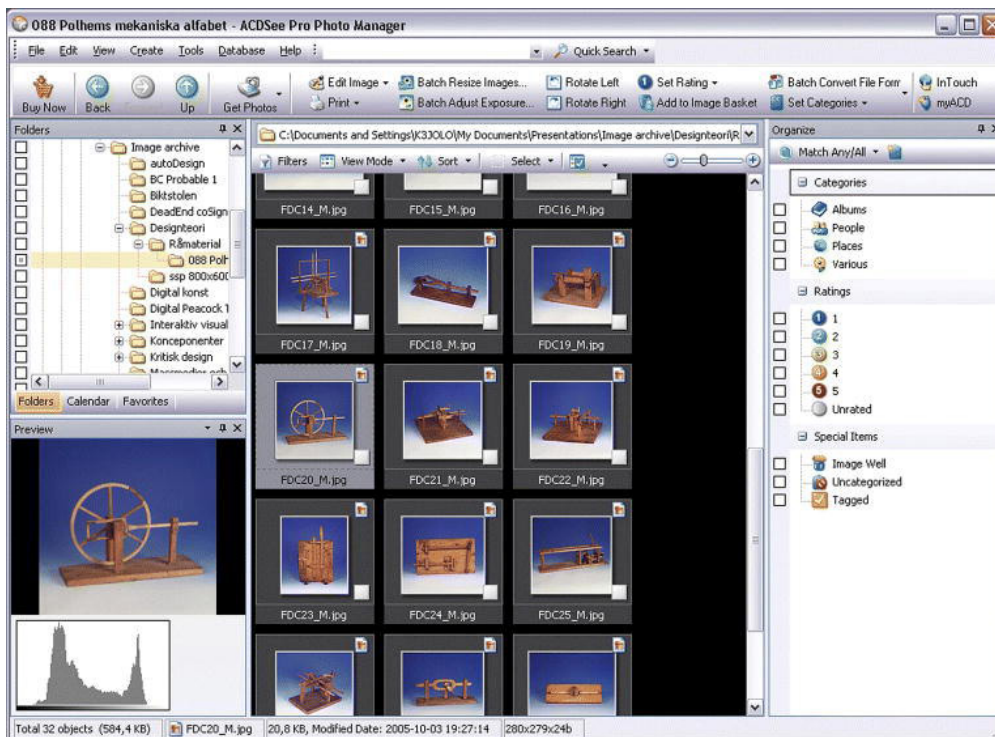 088 Polhems mekaniska alfabet - ACDSee Pro Photo Manager
File Edit View Create Tools Database Help Quick Search
Edit Image Batch Resize Images... Rotate Left Set Rating Batch Convert File Form InTouch
Buy Now Back Up Get Photos Print Batch Adjust Exposure... Rotate Right Add to Image Basket Set Categories myACD
Folders
Image archive
autoDesign
BC Probable 1
Biktstolen
DeadEnd coSign
Designteori
Råmaterial
088 Polh
ssp 800x600
Digital konst
Digital Peacock T
Interaktiv visual
Konceponenter
Kritisk design
Folders Calendar Favorites
Preview
C:\Documents and Settings\K3JOLO\My Documents\Presentations\Image archive\Designteori\R
Filters View Mode Sort Select
FDC14_M.jpg FDC15_M.jpg FDC16_M.jpg
FDC17_M.jpg FDC18_M.jpg FDC19_M.jpg
FDC20_M.jpg FDC21_M.jpg FDC22_M.jpg
FDC23_M.jpg FDC24_M.jpg FDC25_M.jpg
Organize
Match Any/All
Categories
Albums
People
Places
Various
Ratings
1 1
2 2
3 3
4 4
5 5
Unrated
Special Items
Image Well
Uncategorized
Tagged
Total 32 objects (584,4 KB) FDC20_M.jpg 20,8 KB, Modified Date: 2005-10-03 19:27:14 280x279x24b